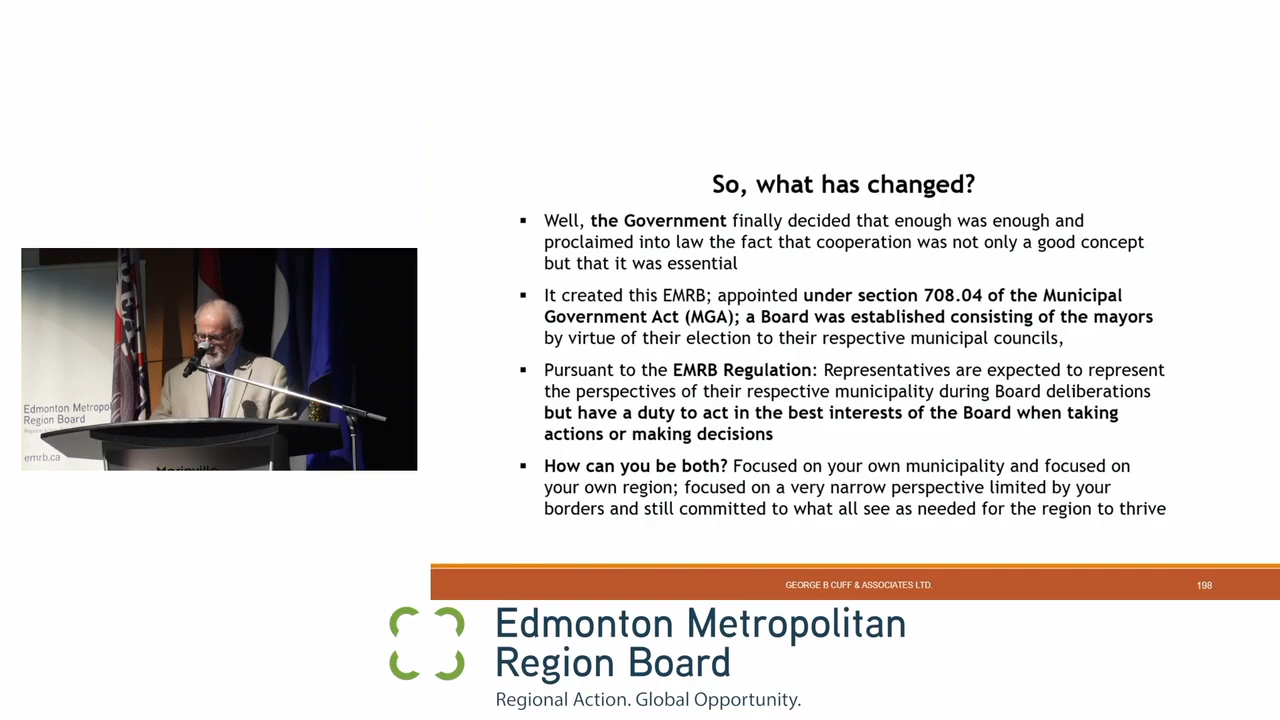 So, what has changed?
▪ Well, the Government finally decided that enough was enough and
proclaimed into law the fact that cooperation was not only a good concept
but that it was essential
▪ It created this EMRB; appointed under section 708.04 of the Municipal
Government Act (MGA); a Board was established consisting of the mayors
by virtue of their election to their respective municipal councils,
▪ Pursuant to the EMRB Regulation: Representatives are expected to represent
the perspectives of their respective municipality during Board deliberations
but have a duty to act in the best interests of the Board when taking
actions or making decisions
▪ How can you be both? Focused on your own municipality and focused on
your own region; focused on a very narrow perspective limited by your
borders and still committed to what all see as needed for the region to thrive
GEORGE B CUFF & ASSOCIATES LTD.
198
Edmonton Metropol
Region Board
emrb.ca
Edmonton Metropolitan
Region Board
Regional Action. Global Opportunity.